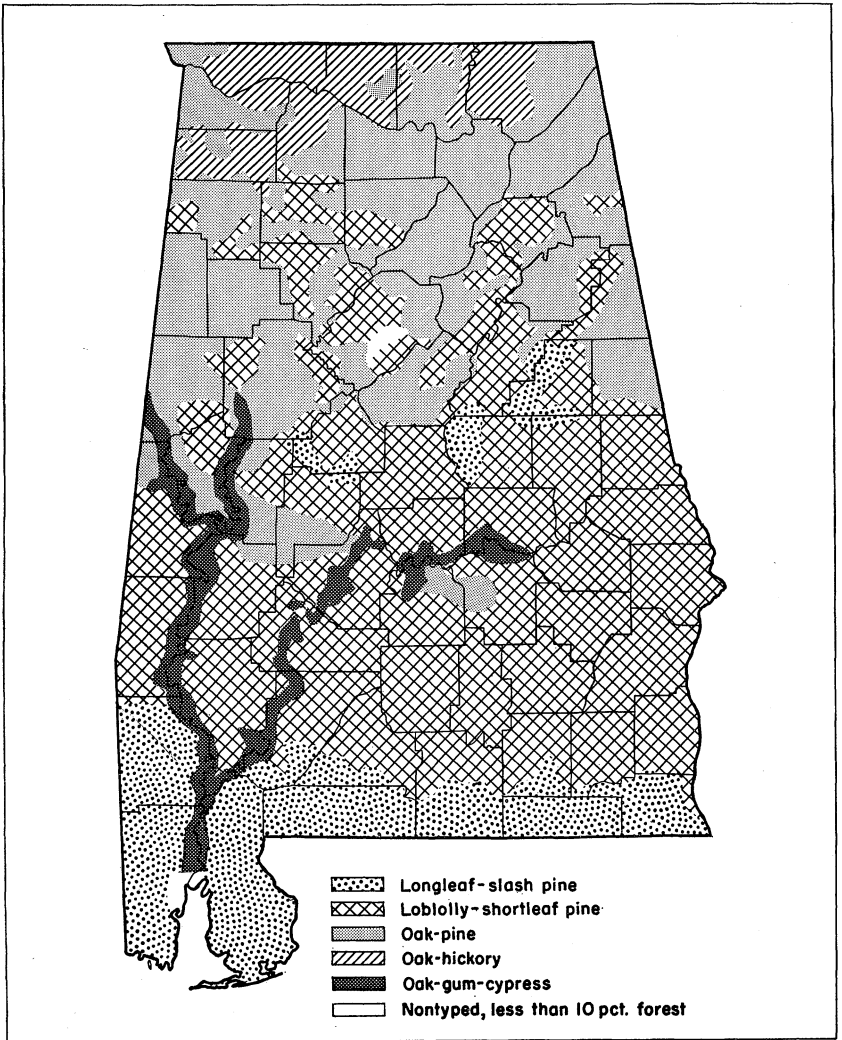 Longleaf-slash pine
Loblolly-shortleaf pine
Oak-pine
Oak-hickory
Oak-gum-cypress
Nontyped, less than 10 pct. forest